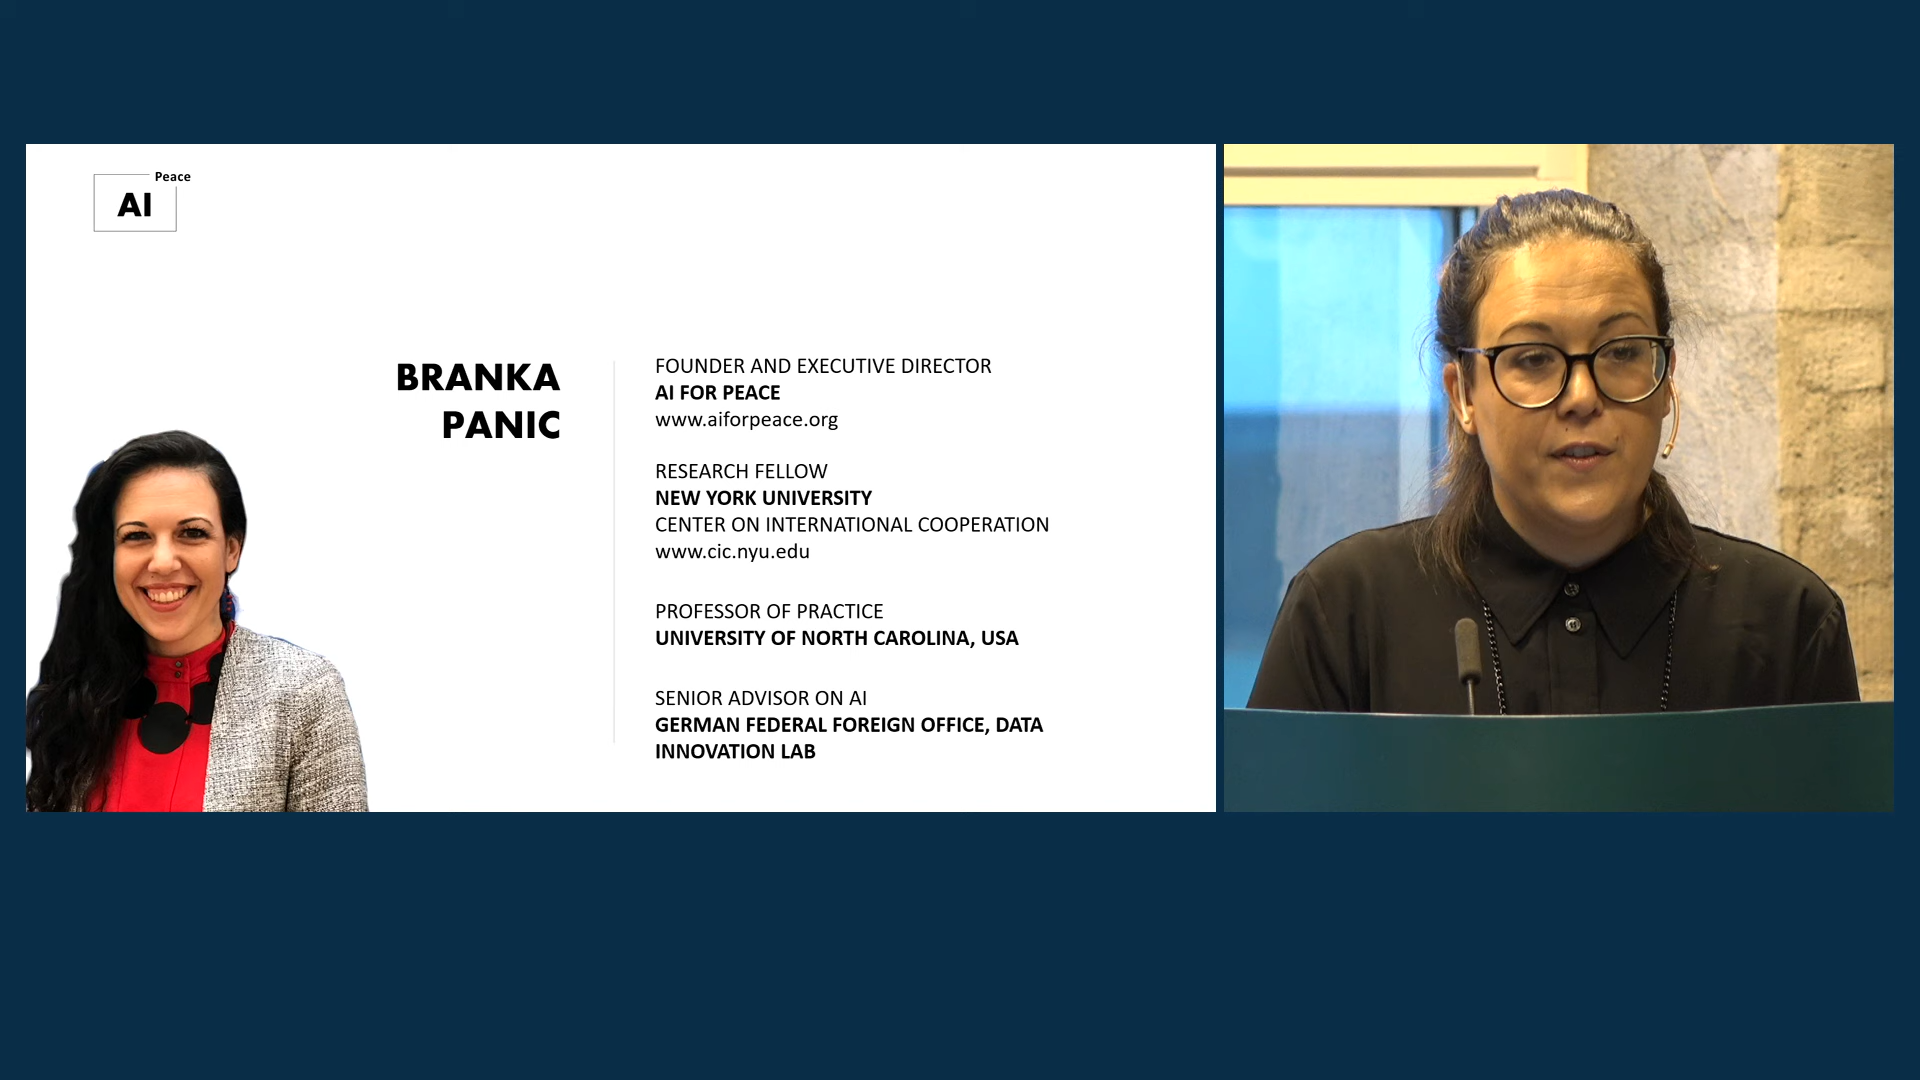 Peace
AI
BRANKA
PANIC
FOUNDER AND EXECUTIVE DIRECTOR
AI FOR PEACE
www.aiforpeace.org
RESEARCH FELLOW
NEW YORK UNIVERSITY
CENTER ON INTERNATIONAL COOPERATION
www.cic.nyu.edu
PROFESSOR OF PRACTICE
UNIVERSITY OF NORTH CAROLINA, USA
SENIOR ADVISOR ON AI
GERMAN FEDERAL FOREIGN OFFICE, DATA
INNOVATION LAB